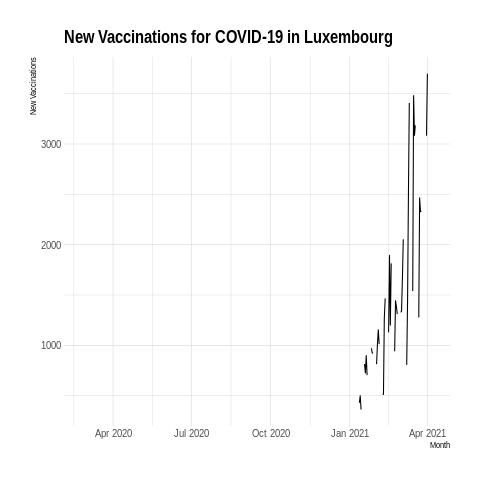 New Vaccinations for COVID-19 in Luxembourg
New Vaccinations
3000
2000
1000
Apr 2020 Jul 2020 Oct 2020 Jan 2021 Apr 2021
Month